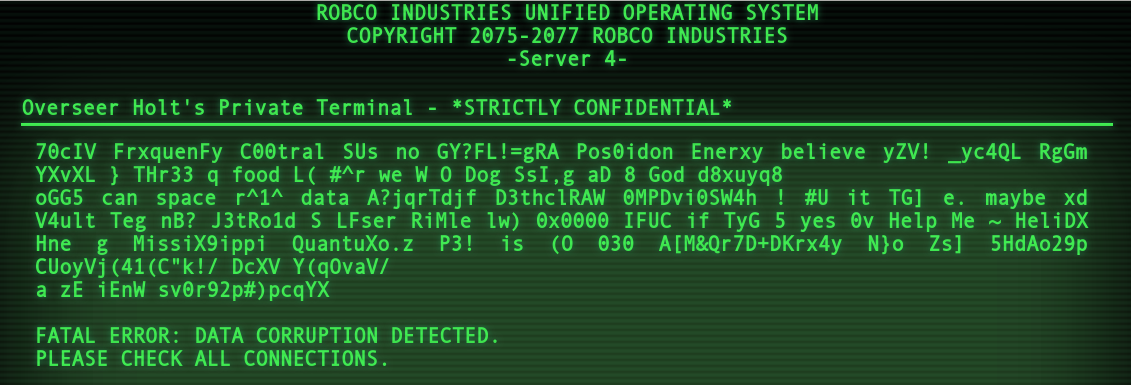 ROBCO INDUSTRIES UNIFIED OPERATING SYSTEM
COPYRIGHT 2075-2077 ROBCO INDUSTRIES
-Server 4-
Overseer Holt's Private Terminal - *STRICTLY CONFIDENTIAL*
70cIV FrxquenFy C00tral SUs no GY?FL!=gRA Pos0idon Enerxy believe yZV! _yc4QL RgGm
YXvXL } THr33 q food L( #^r we W O Dog SsI,g aD 8 God d8xuyq8
oGG5 can space r^1^ data A?jqrTdjf D3thclRAW 0MPDvi0SW4h ! #U it TG] e. maybe xd
V4ult Teg nB? J3tRo1d S LFser RiMle lw) 0x0000 IFUC if TyG 5 yes 0v Help Me ~ HeliDX
Hne g MissiX9ippi QuantuXo.z P3! is (O 030 A[M&Qr7D+DKrx4y N}o Zs] 5HdAo29p
CUoyVj(41(C"k!/ DcXV Y(qOvaV/
a zE iEnW sv0r92p#)pcqYX
FATAL ERROR: DATA CORRUPTION DETECTED.
PLEASE CHECK ALL CONNECTIONS.